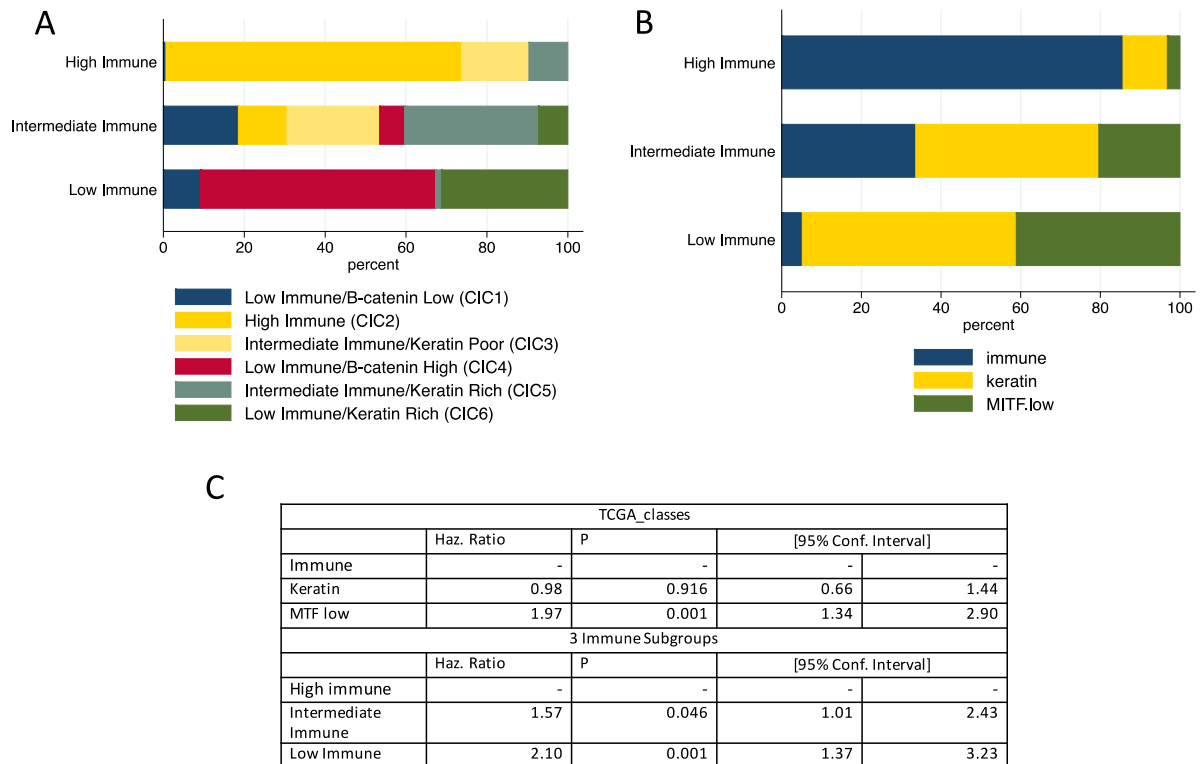 A
High Immune
Intermediate Immune
Low Immune
0 20 40 60 80 100
percent
Low Immune/B-catenin Low (CIC1)
High Immune (CIC2)
Intermediate Immune/Keratin Poor (CIC3)
Low Immune/B-catenin High (CIC4)
Intermediate Immune/Keratin Rich (CIC5)
Low Immune/Keratin Rich (CIC6)
B
High Immune
Intermediate Immune
Low Immune
0 20 40 60 80 100
percent
immune
keratin
MITF.low
C
TCGA_classes
Haz. Ratio P [95% Conf. Interval]
Immune - - - -
Keratin 0.98 0.916 0.66 1.44
MTF low 1.97 0.001 1.34 2.90
3 Immune Subgroups
Haz. Ratio P [95% Conf. Interval]
High immune - - - -
Intermediate 1.57 0.046 1.01 2.43
Immune
Low Immune 2.10 0.001 1.37 3.23